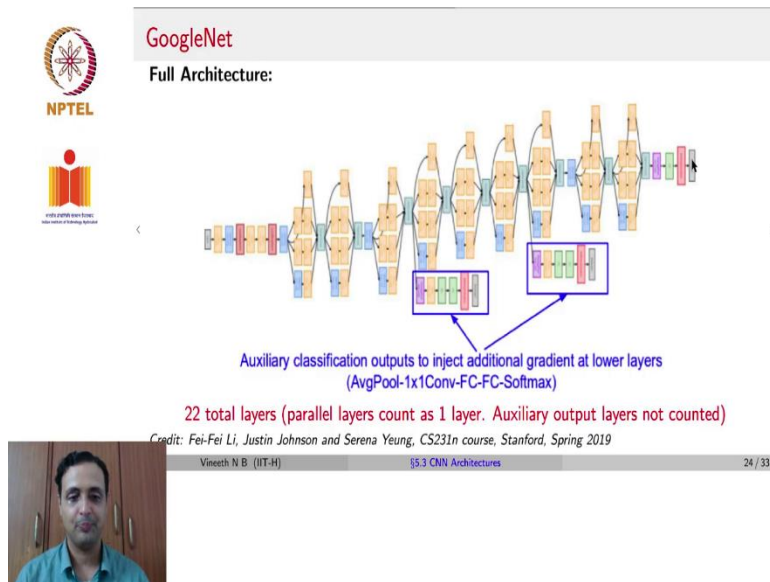 GoogleNet
NPTEL
Full Architecture:
Auxiliary classification outputs to inject additional gradient at lower layers
(AvgPool-1x1Conv-FC-FC-Softmax)
22 total layers (parallel layers count as 1 layer. Auxiliary output layers not counted)
Credit: Fei-Fei Li, Justin Johnson and Serena Yeung, CS231n course, Stanford, Spring 2019
Vineeth N B (IIT-H)
§5.3 CNN Architectures
24 / 33